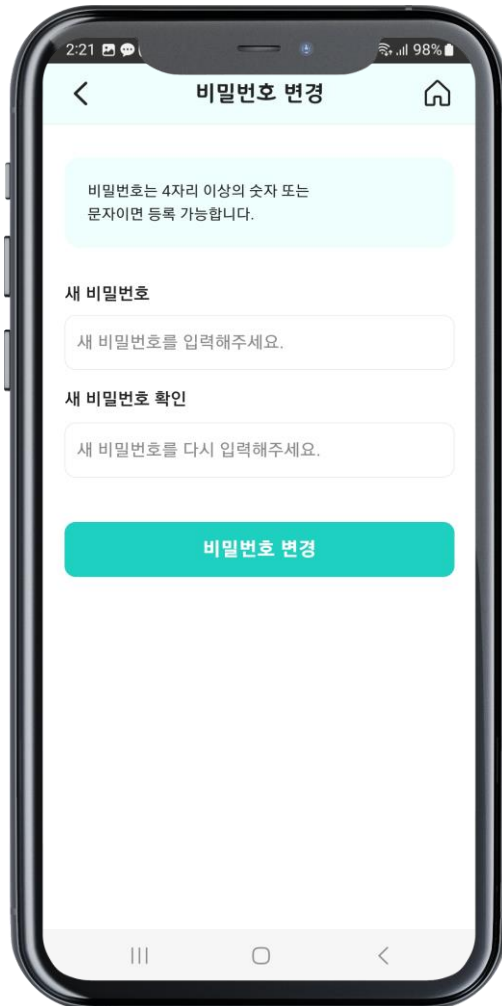 2:21 98%
비밀번호 변경
비밀번호는 4자리 이상의 숫자 또는
문자이면 등록 가능합니다.
새 비밀번호
새 비밀번호를 입력해주세요.
새 비밀번호 확인
새 비밀번호를 다시 입력해주세요.
비밀번호 변경